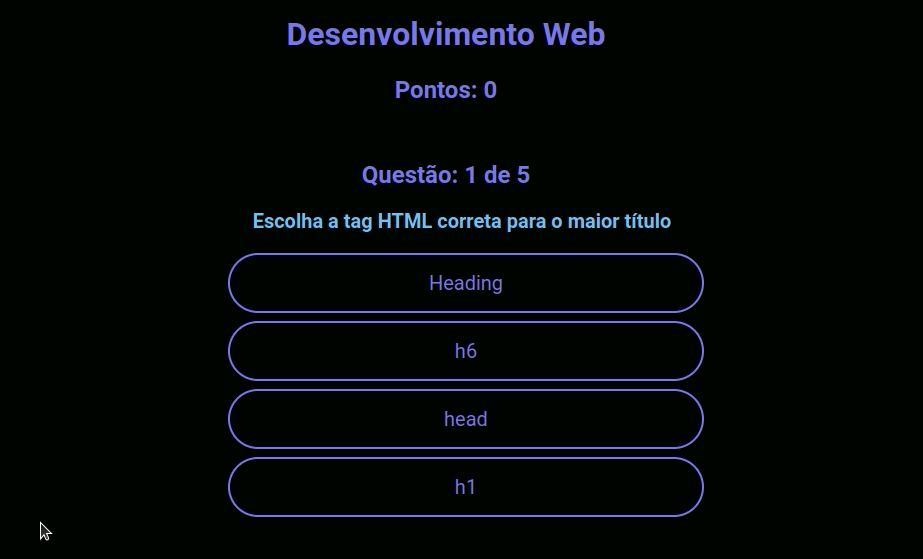 Desenvolvimento Web
Pontos: 0
Questão: 1 de 5
Escolha a tag HTML correta para o maior título
Heading
h6
head
h1